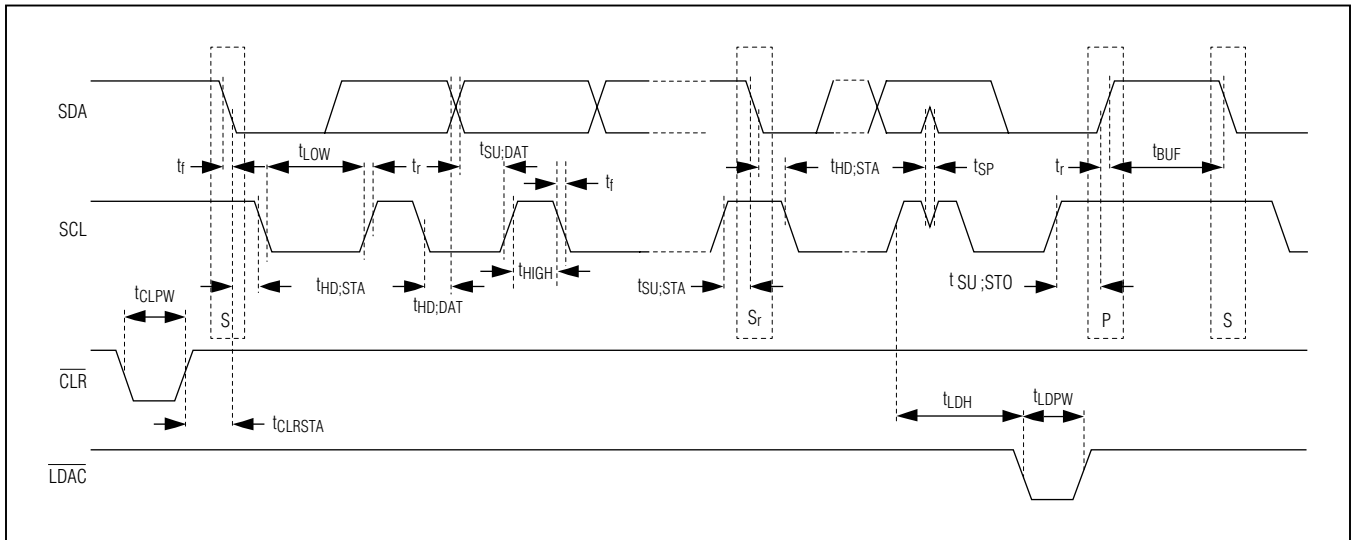 SDA
tf
tLOW
tr
tSU;DAT
tf
tHD;STA
tSP
tr
tBUF
SCL
tHD;STA
tHD;DAT
tHIGH
tSU;STA
t SU ;STO
tCLPW
S
Sr
P
S
CLR
tCLRSTA
tLDH
tLDPW
LDAC